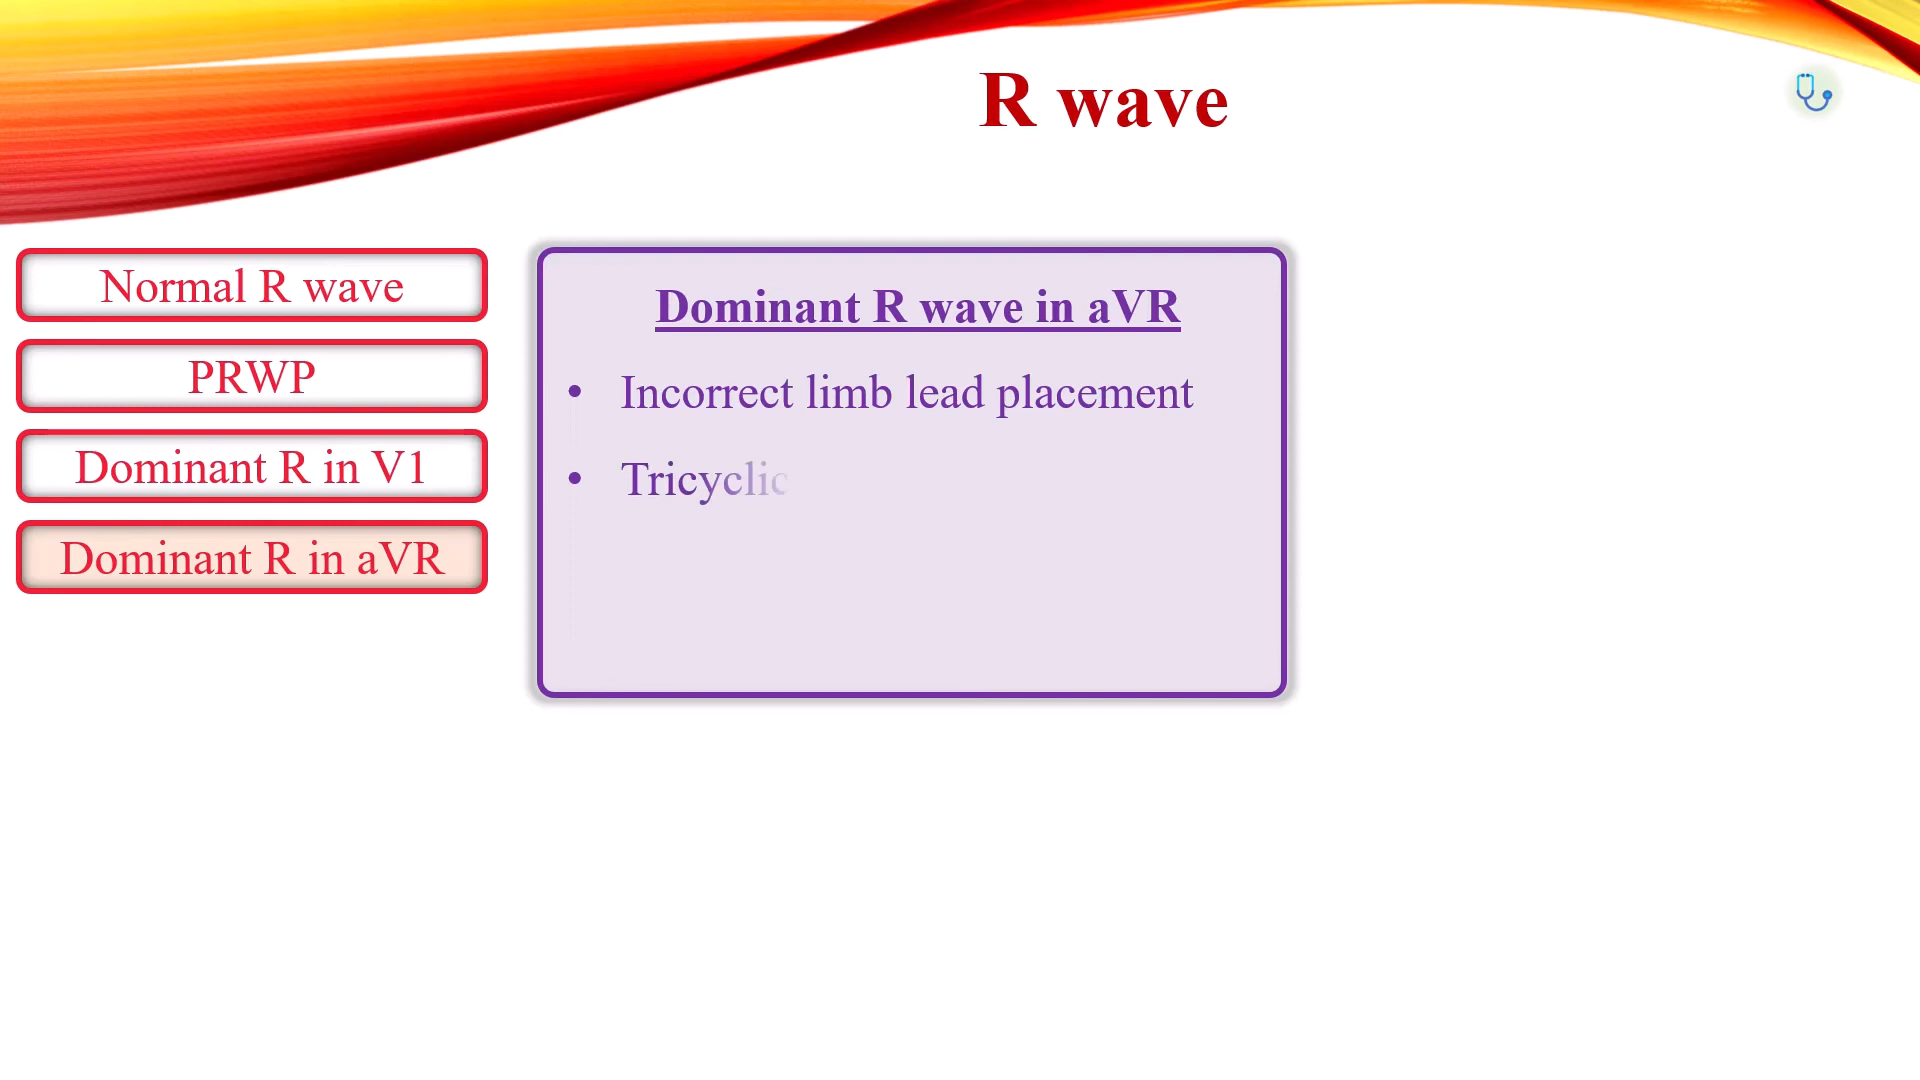 R wave
Normal R wave
PRWP
Dominant R in V1
Dominant R in aVR
Dominant R wave in aVR
• Incorrect limb lead placement
• Tricyclic